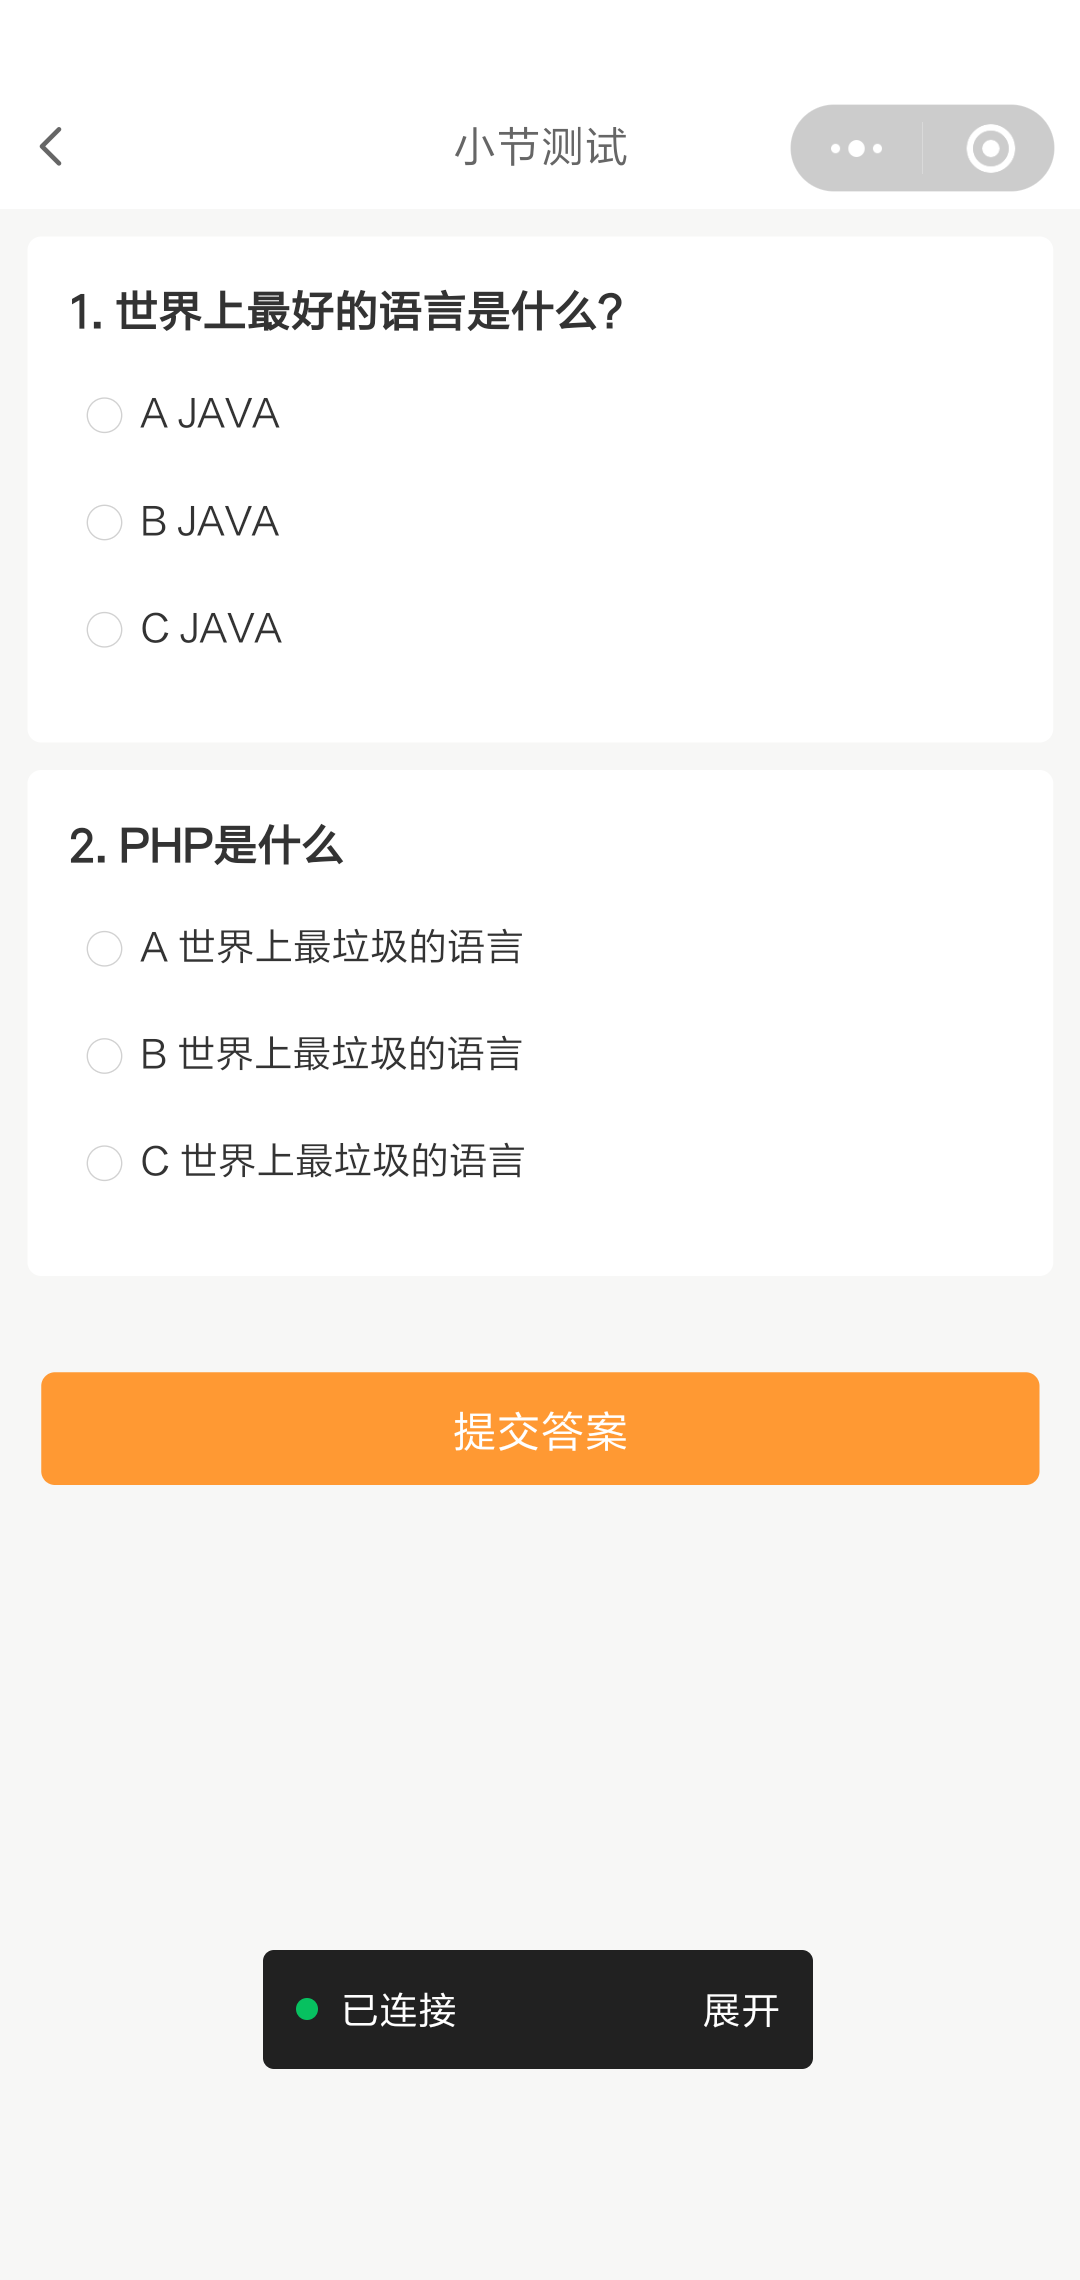 小节测试
1. 世界上最好的语言是什么?
A JAVA
B JAVA
C JAVA
2. PHP是什么
A 世界上最垃圾的语言
B 世界上最垃圾的语言
C 世界上最垃圾的语言
提交答案
已连接 展开